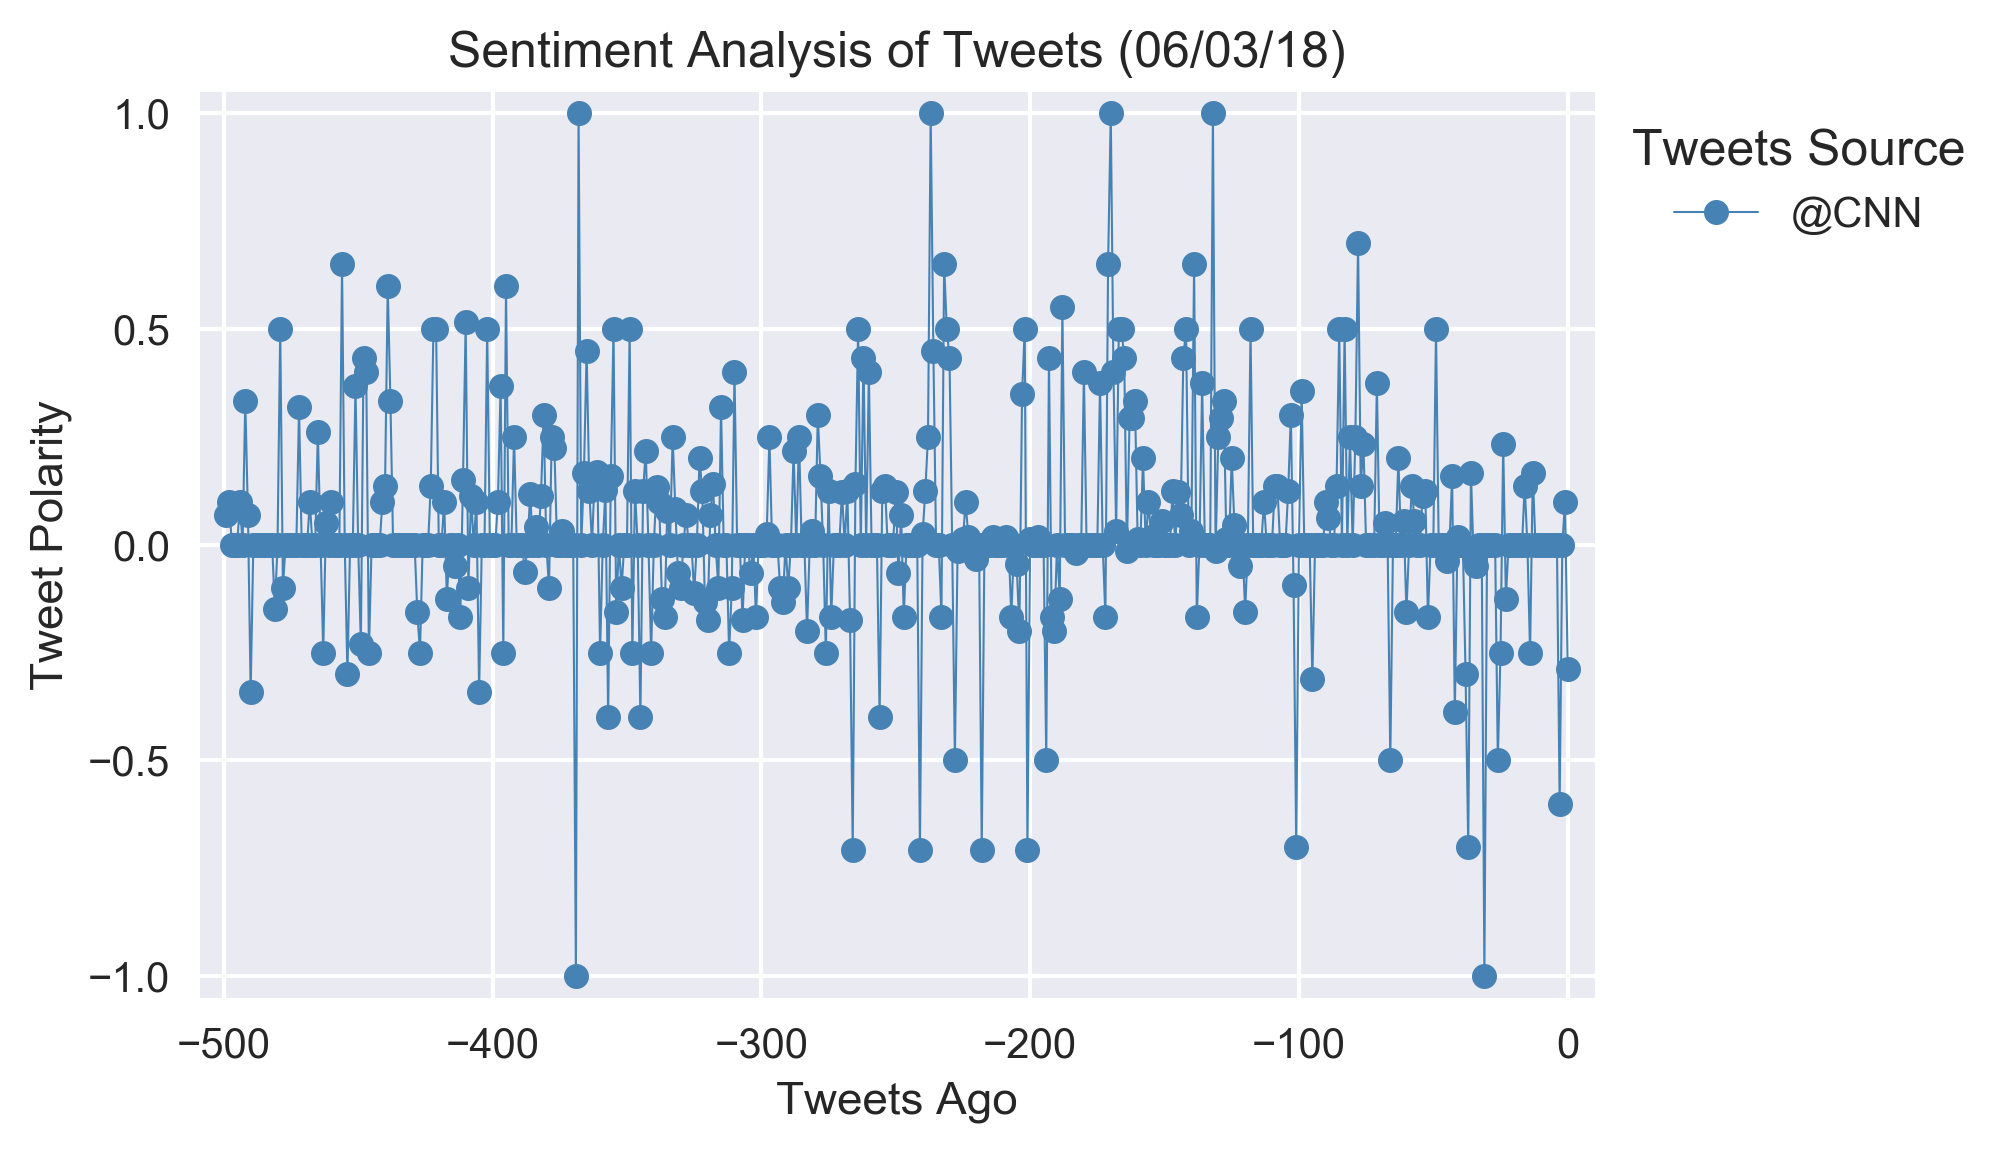 Sentiment Analysis of Tweets (06/03/18)
1.0
0.5
0.0
−0.5
−1.0
Tweet Polarity
−500 −400 −300 −200 −100 0
Tweets Ago
Tweets Source
@CNN